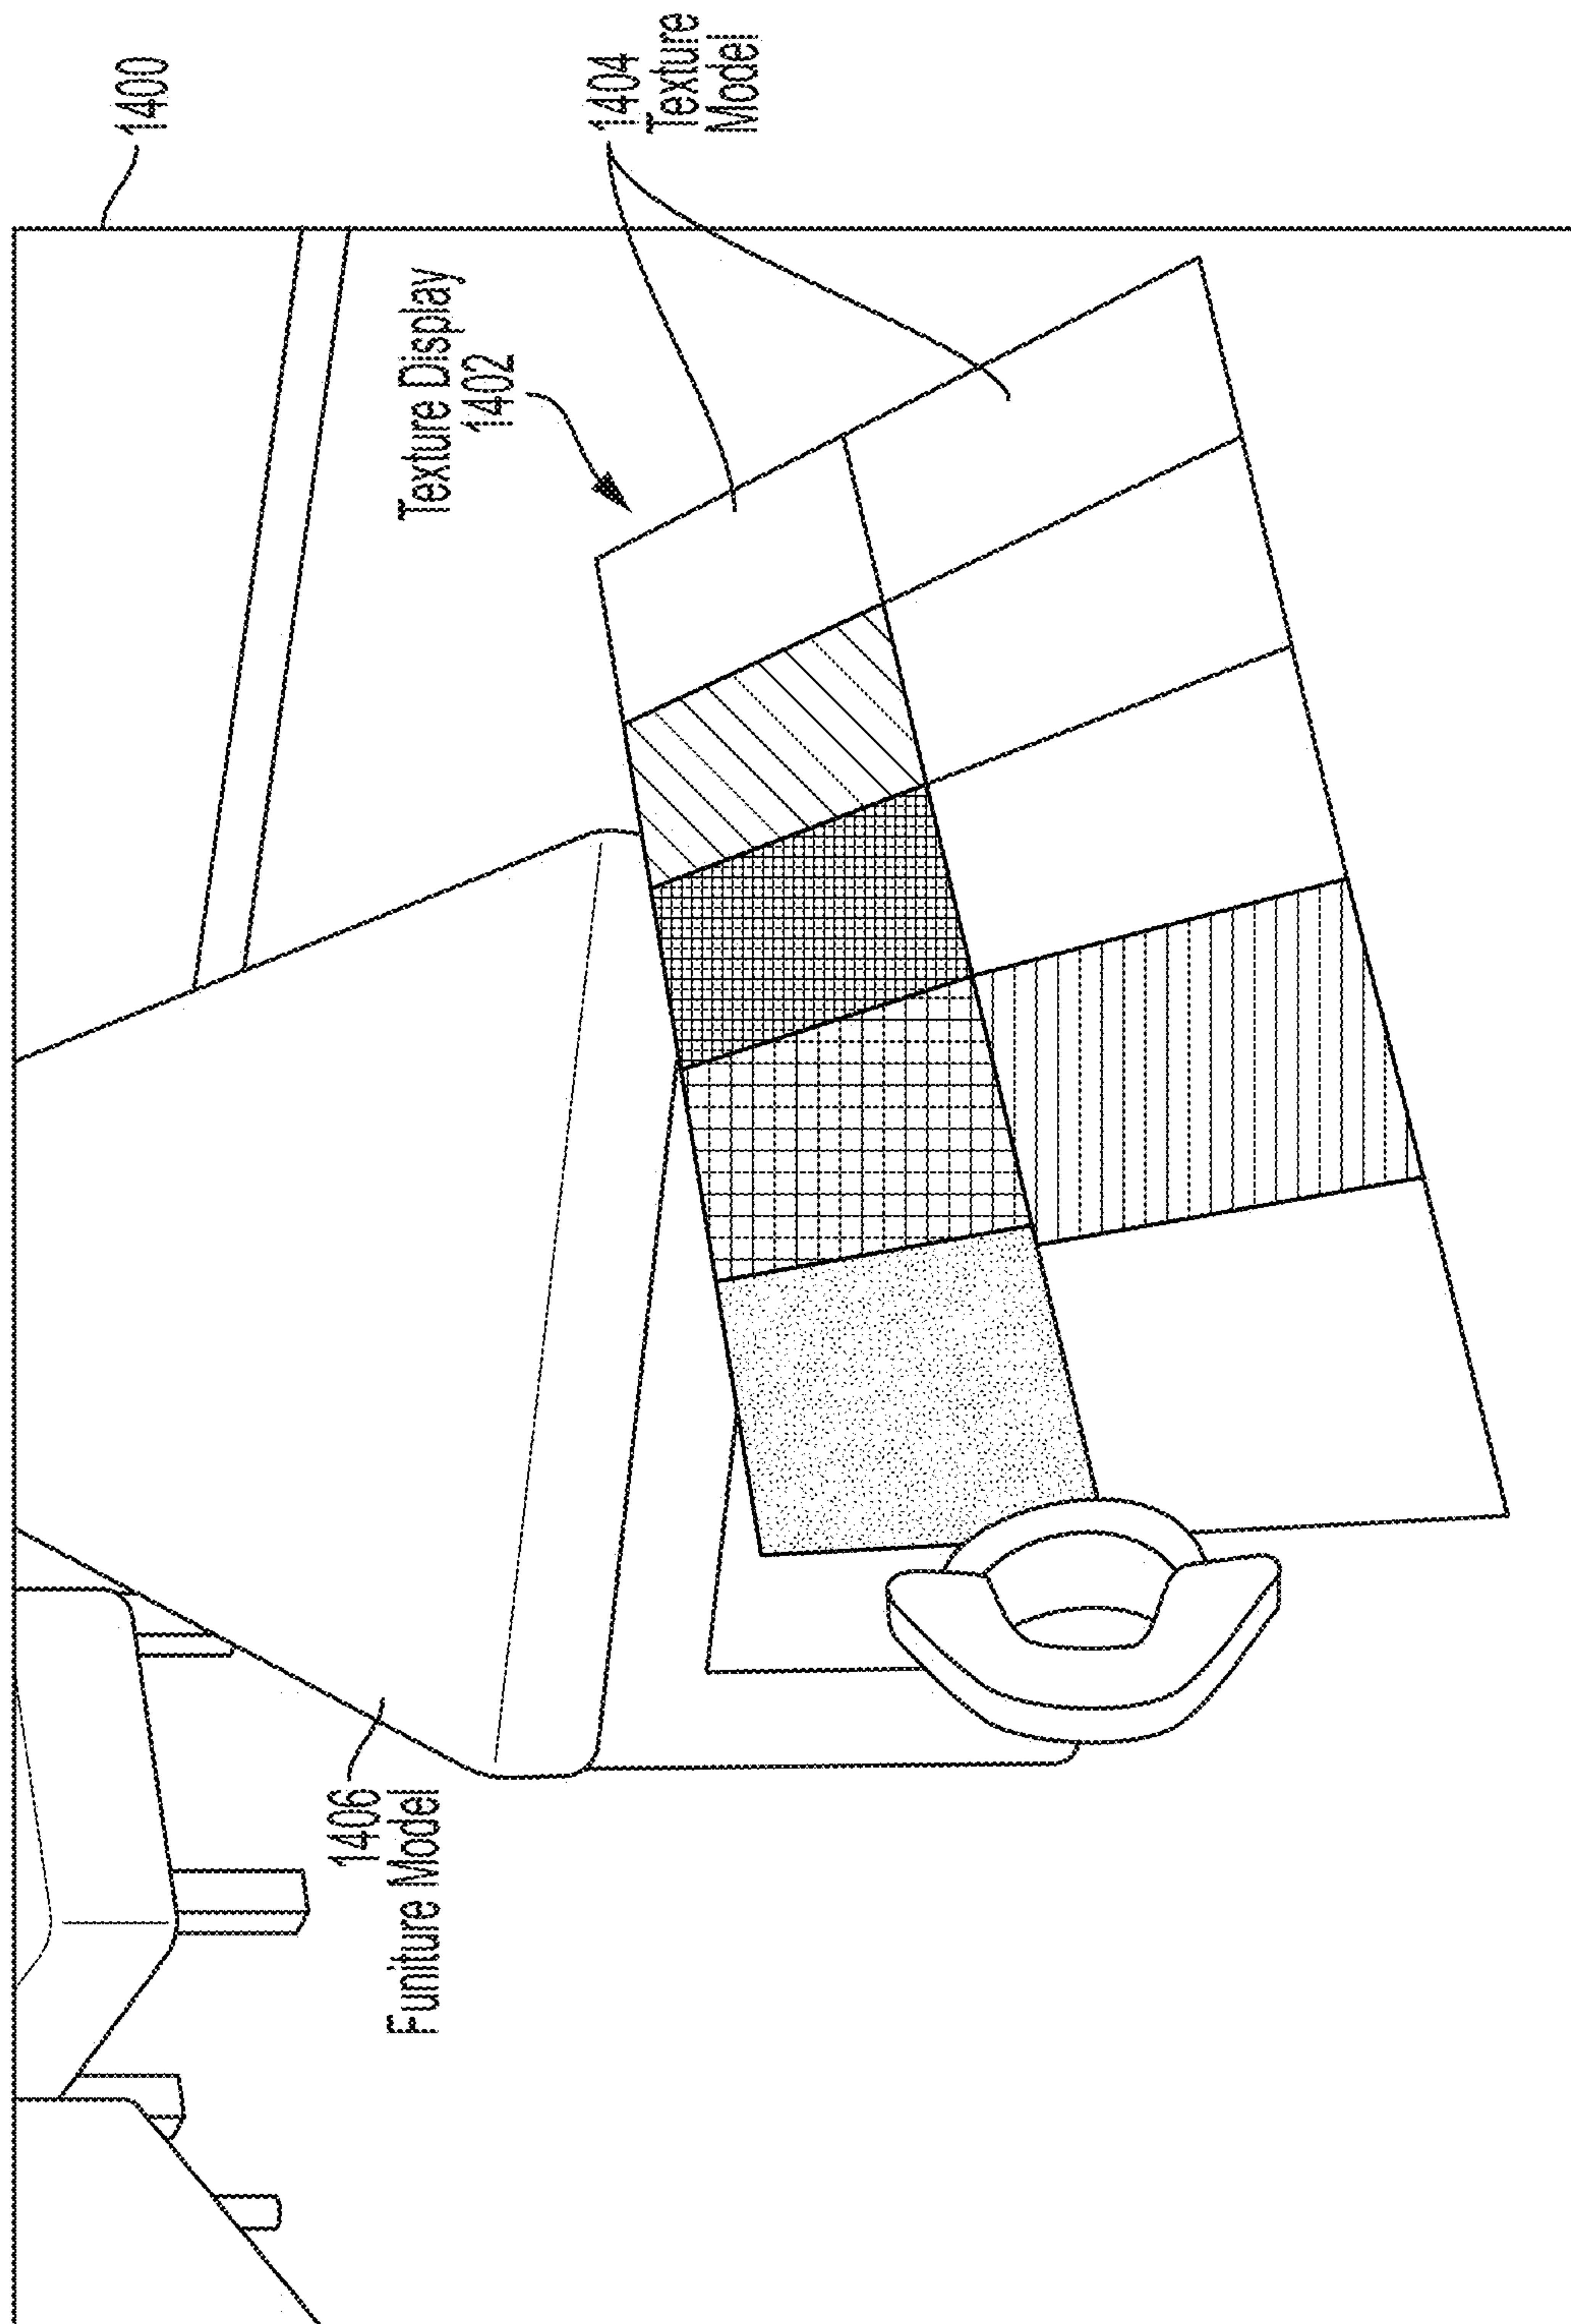 1400
1404
Texture
Model
Texture Display
1402
1406
Funiture Model